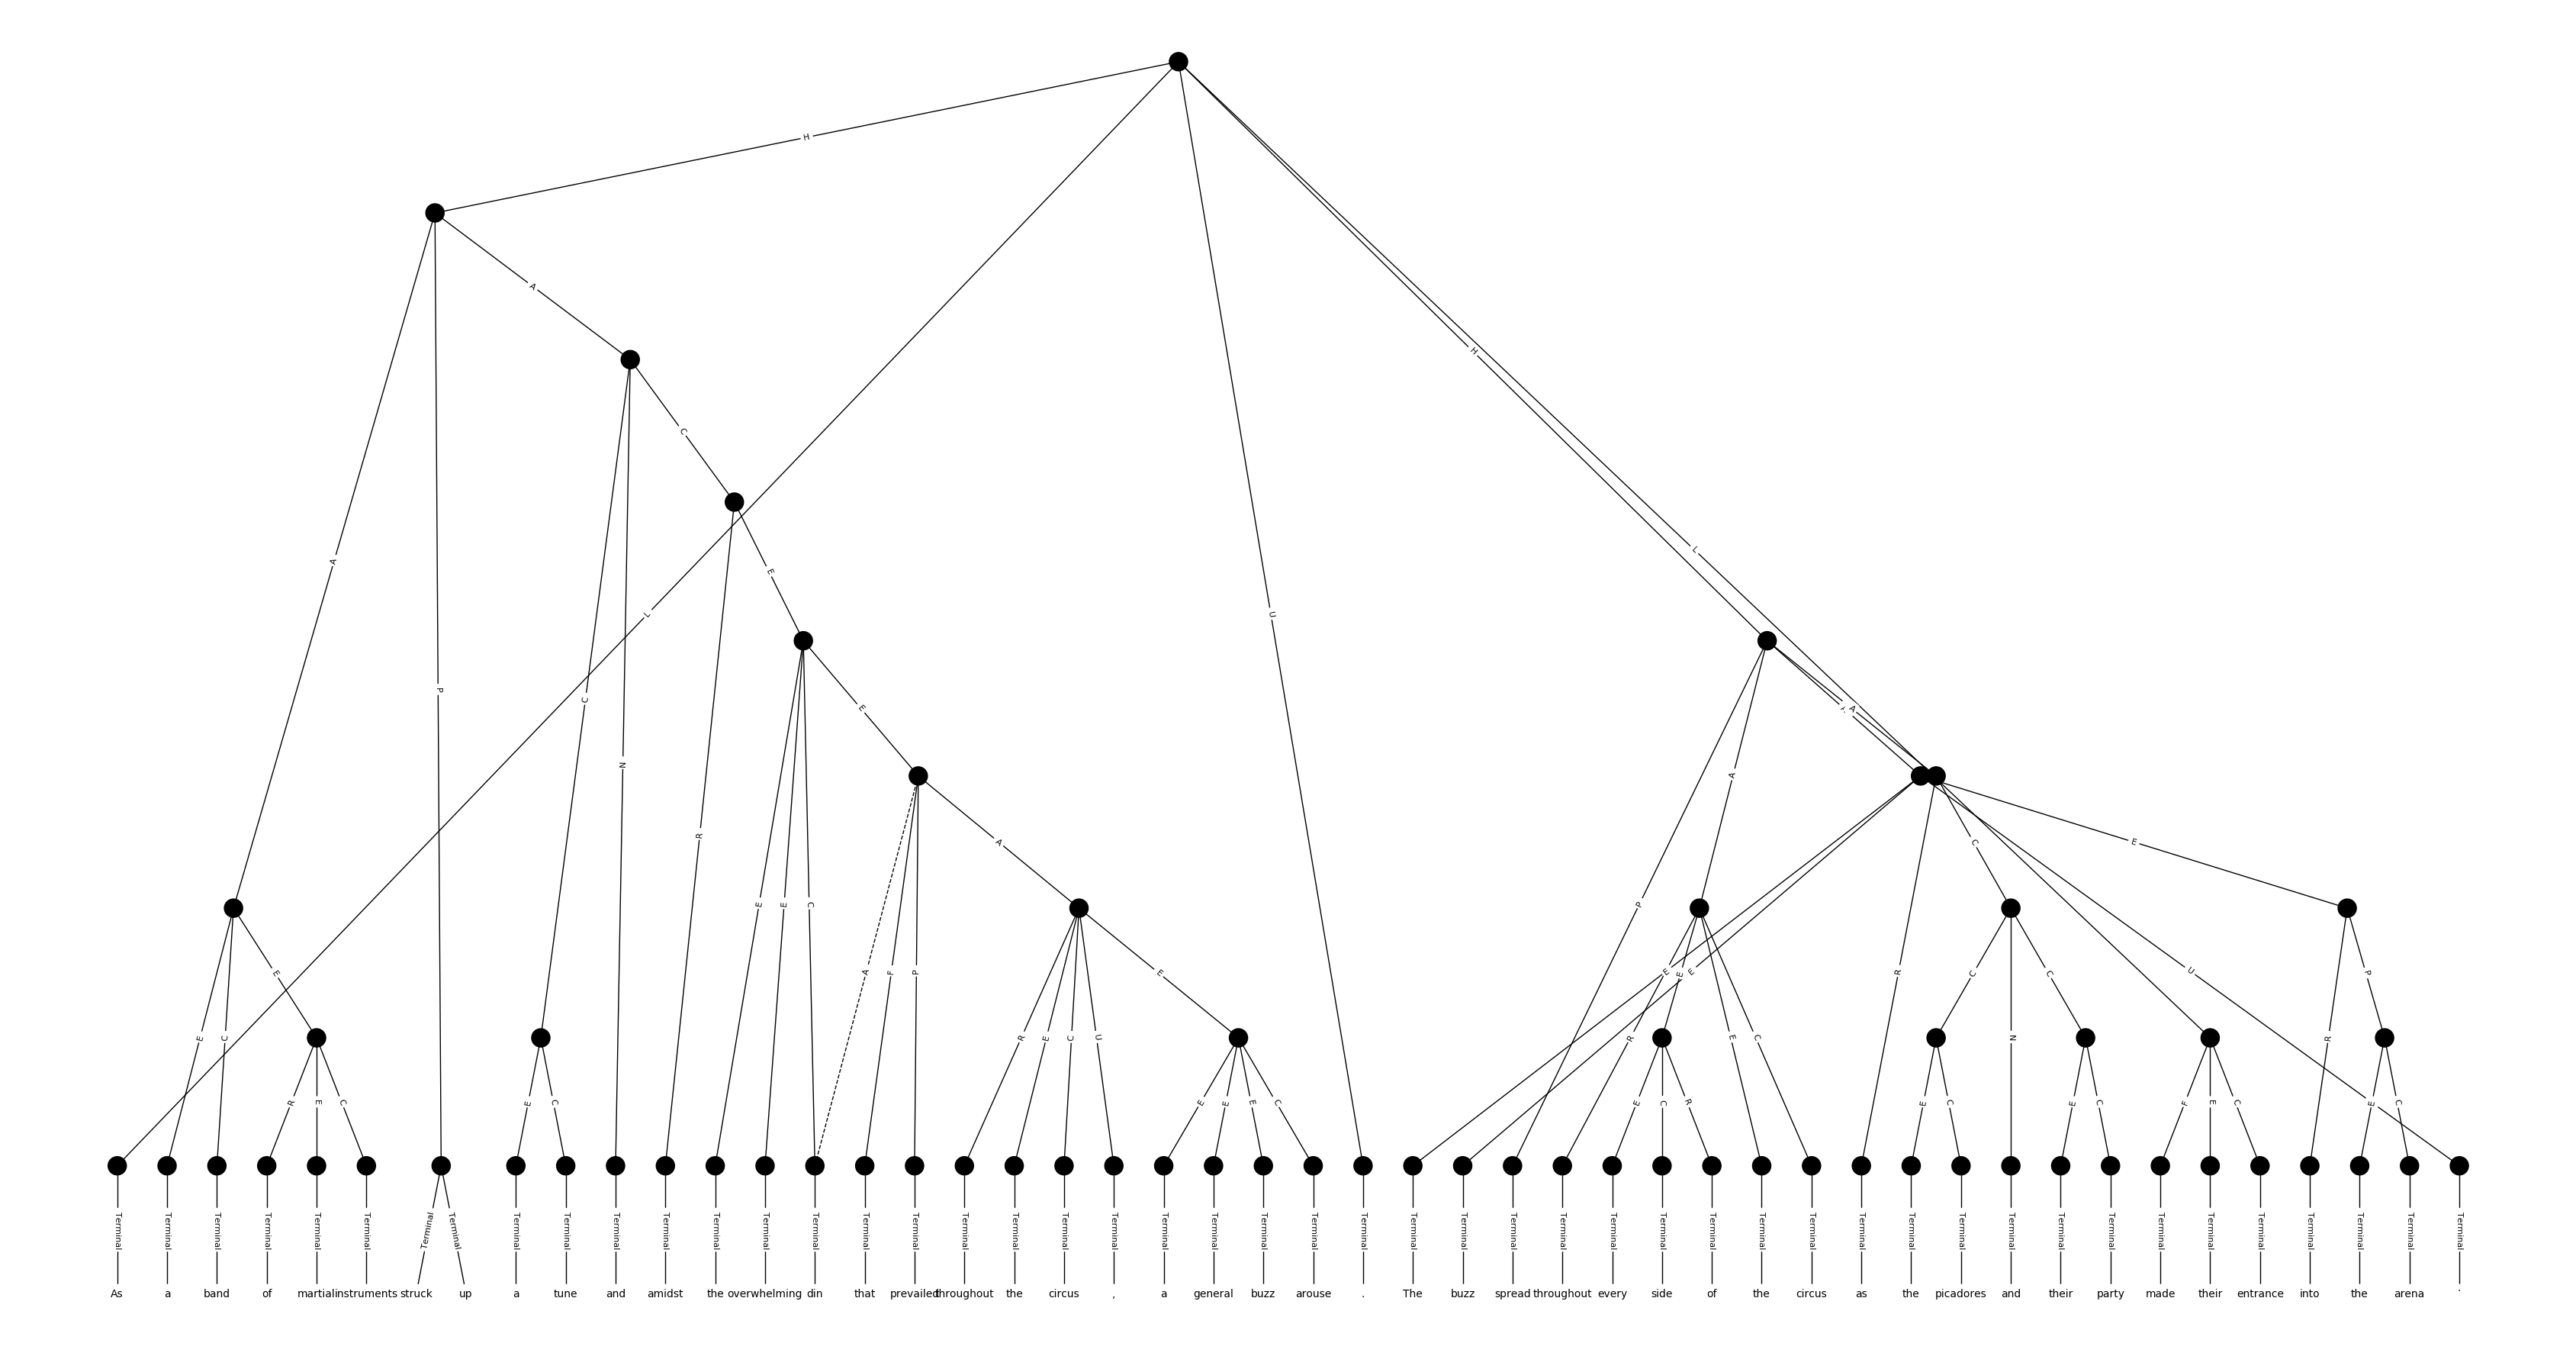 H
A
H
C
L
A E
L U
P
C E A
N A
R A C E
E E C P
E A F P E E E E R C C U P
E C R E C U R E C N R
R E C E C E E E C E C R E C E C F E C E C
Terminal Terminal Terminal Terminal Terminal Terminal Terminal Terminal Terminal Terminal Terminal Terminal Terminal Terminal Terminal Terminal Terminal Terminal Terminal Terminal Terminal Terminal Terminal Terminal Terminal Terminal Terminal Terminal Terminal Terminal Terminal Terminal Terminal Terminal Terminal Terminal Terminal Terminal Terminal Terminal Terminal Terminal Terminal Terminal Terminal Terminal Terminal Terminal
As a band of martial instruments struck up a tune and amidst the overwhelming din that prevailed throughout the circus , a general buzz arouse . The buzz spread throughout every side of the circus as the picadores and their party made their entrance into the arena .